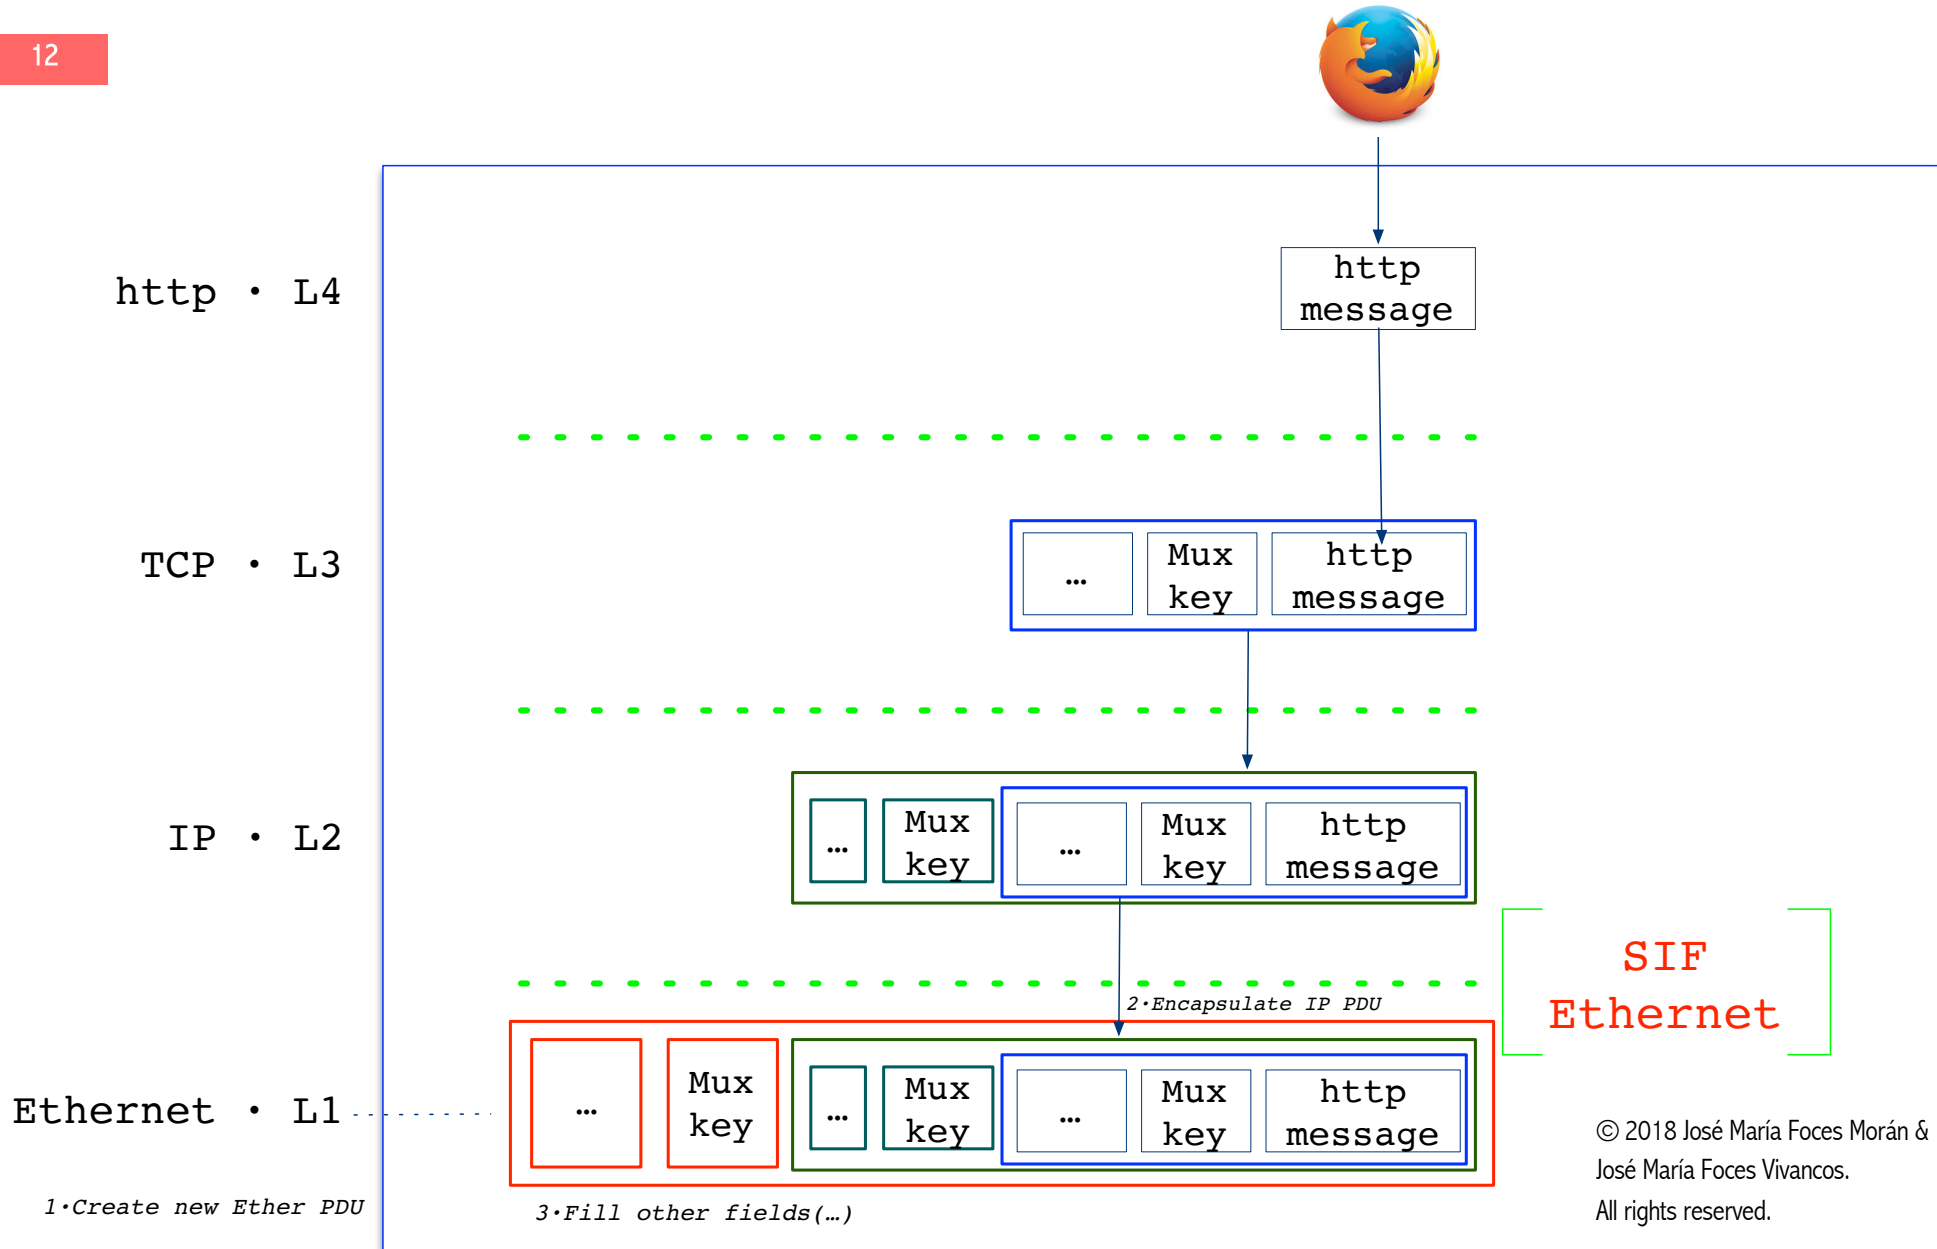 12
http
message
http • L4
TCP • L3
…
Mux
key
http
message
IP • L2
…
Mux
key
…
Mux
key
http
message
SIF
Ethernet
2•Encapsulate IP PDU
Ethernet • L1
…
Mux
key
…
Mux
key
…
Mux
key
http
message
1•Create new Ether PDU
3•Fill other fields(…)
© 2018 José María Foces Morán &
José María Foces Vivancos.
All rights reserved.